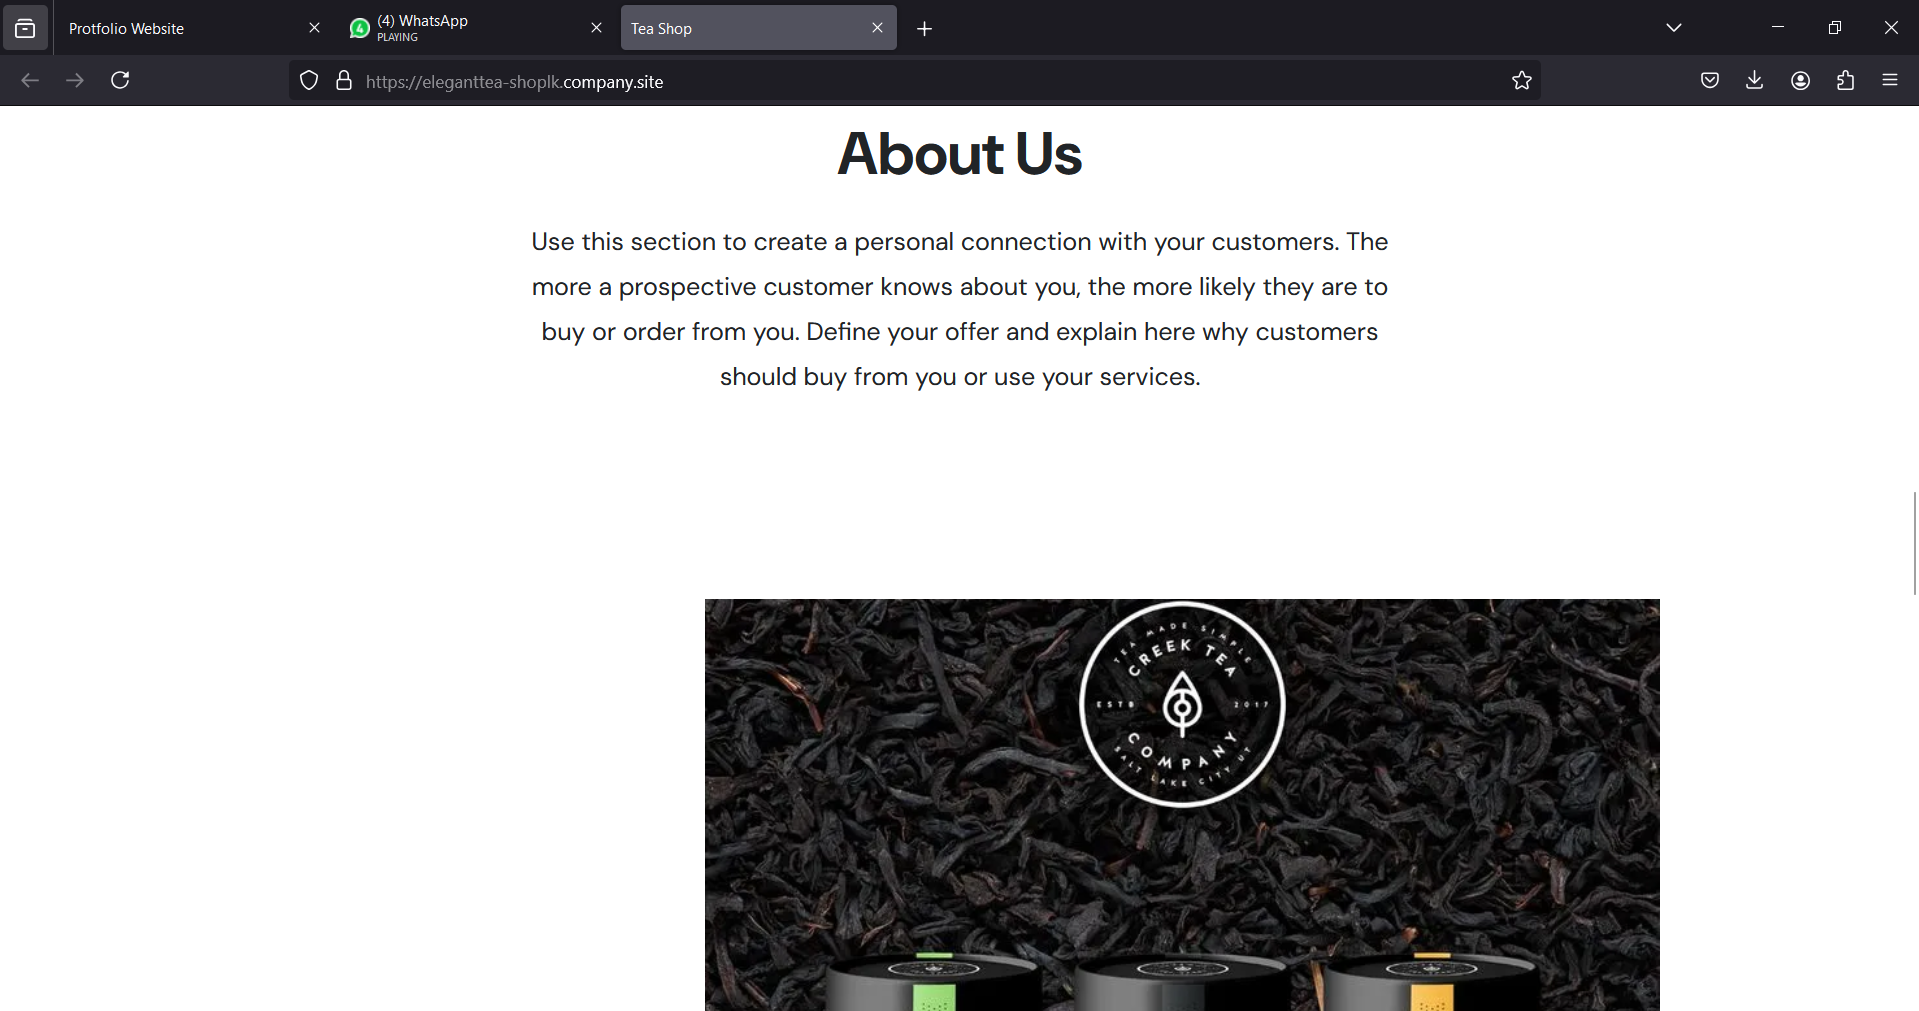 Protfolio Website
(4) WhatsApp
PLAYING
Tea Shop
https://eleganttea-shoplk.company.site
About Us
Use this section to create a personal connection with your customers. The
more a prospective customer knows about you, the more likely they are to
buy or order from you. Define your offer and explain here why customers
should buy from you or use your services.
TEA MADE SIMPLE
CREEK TEA
ESTD 2017
COMPANY
SALT LAKE CITY UT